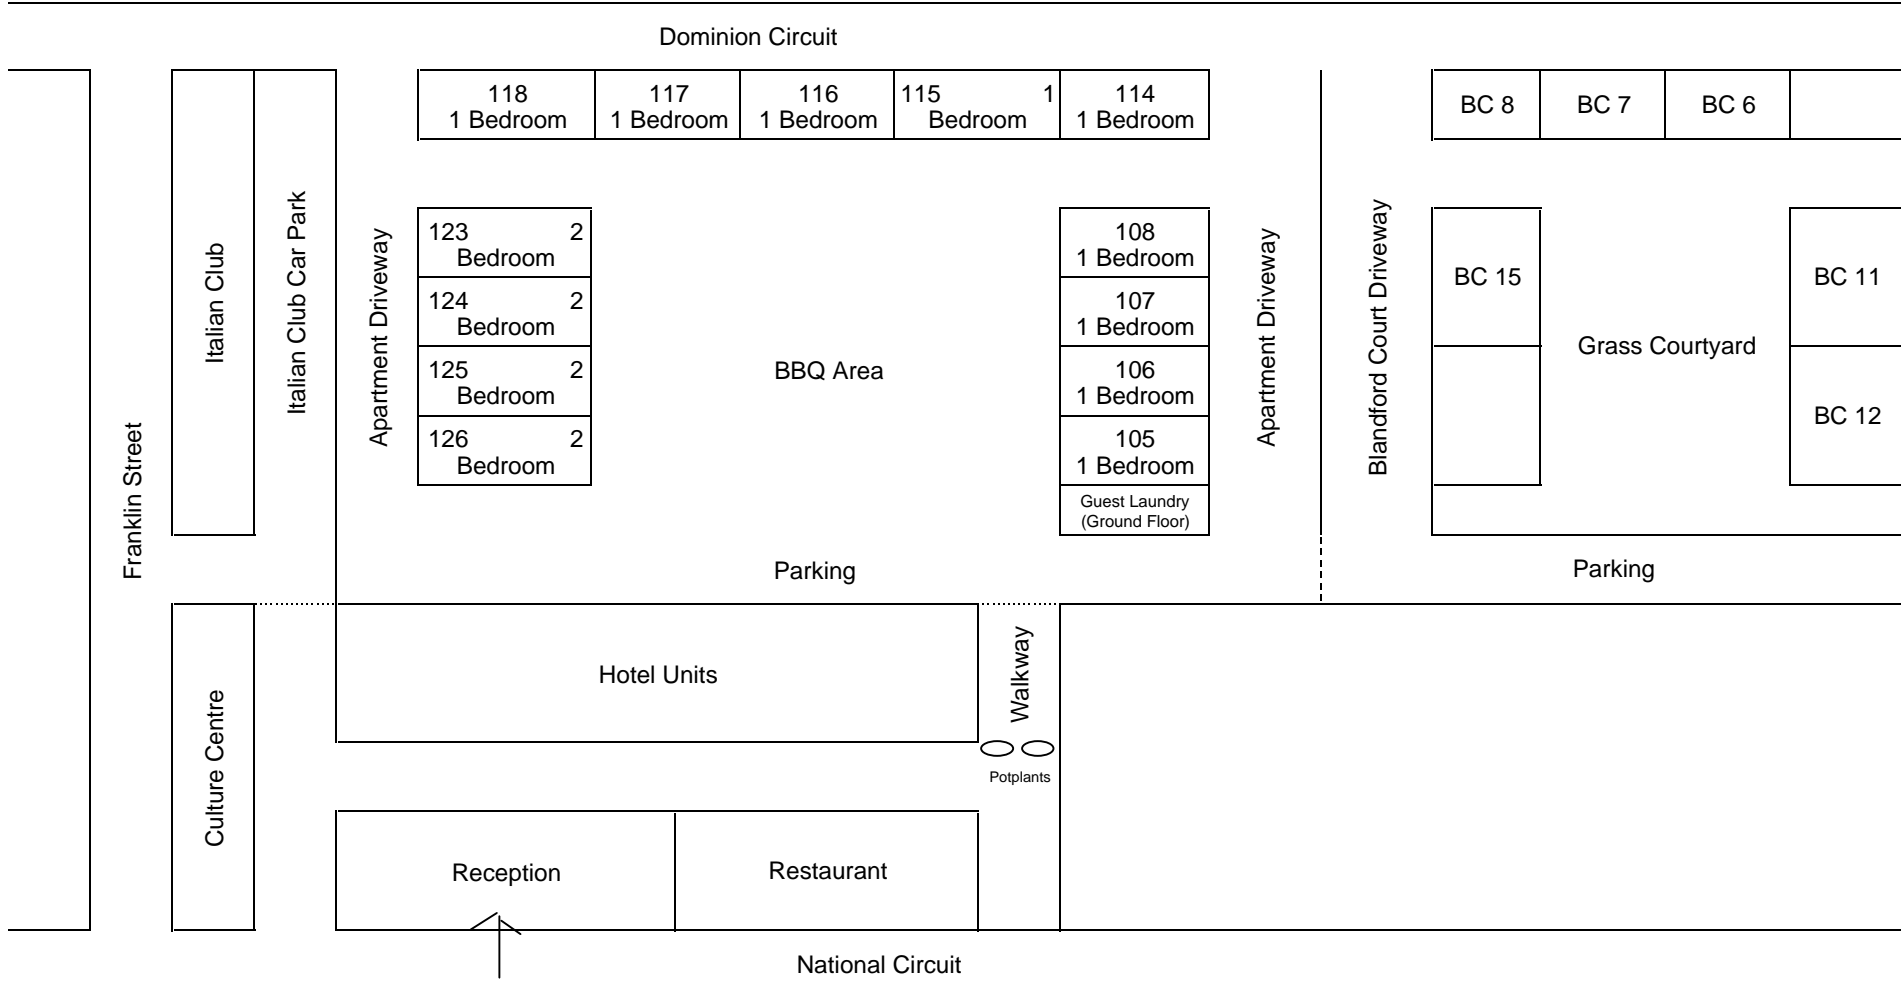 Dominion Circuit
118
1 Bedroom
117
1 Bedroom
116
1 Bedroom
115 1
Bedroom
114
1 Bedroom
BC 8
BC 7
BC 6
Franklin Street
Italian Club
Italian Club Car Park
Apartment Driveway
123 2
Bedroom
124 2
Bedroom
125 2
Bedroom
126 2
Bedroom
BBQ Area
108
1 Bedroom
107
1 Bedroom
106
1 Bedroom
105
1 Bedroom
Guest Laundry
(Ground Floor)
Apartment Driveway
Blandford Court Driveway
BC 15
Grass Courtyard
BC 11
BC 12
Parking
Parking
Culture Centre
Hotel Units
Walkway
Potplants
Reception
Restaurant
National Circuit